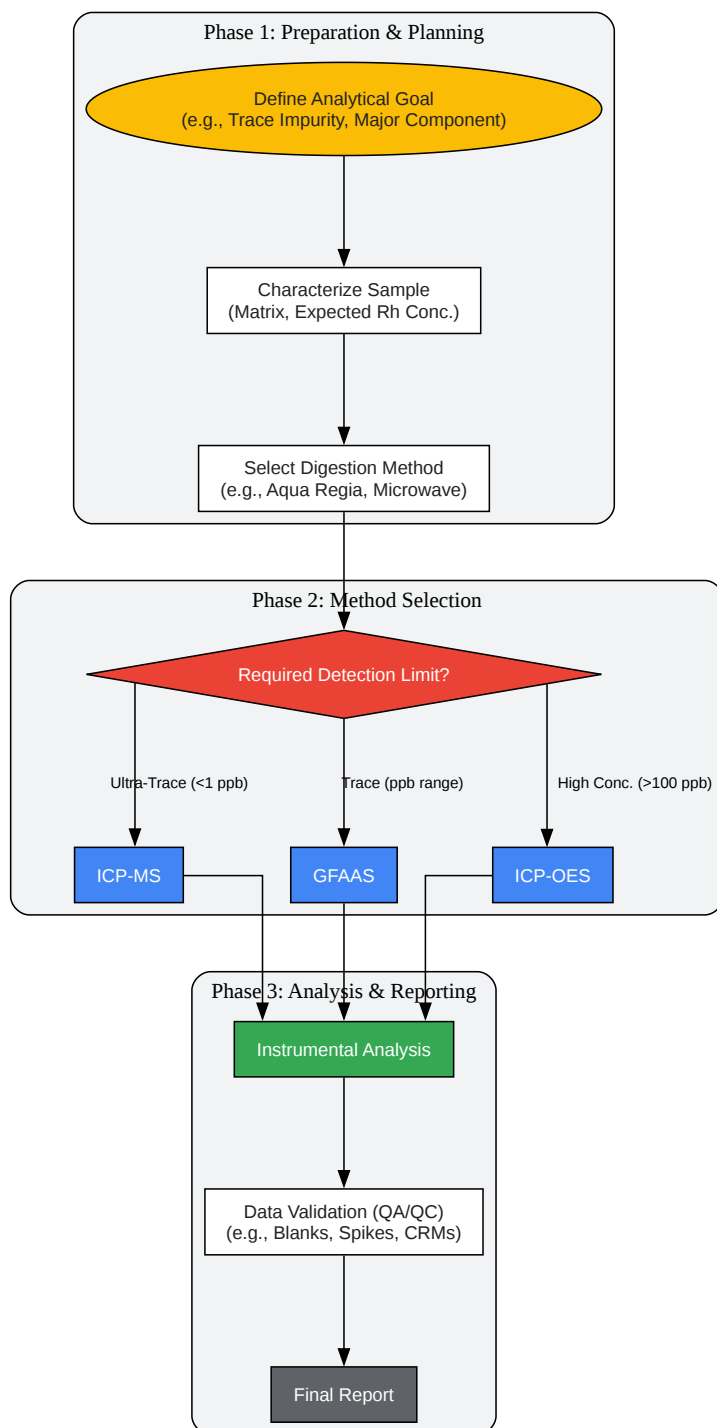 Phase 1: Preparation & Planning
Define Analytical Goal
(e.g., Trace Impurity, Major Component)
Characterize Sample
(Matrix, Expected Rh Conc.)
Select Digestion Method
(e.g., Aqua Regia, Microwave)
Phase 2: Method Selection
Required Detection Limit?
Ultra-Trace (<1 ppb)
Trace (ppb range)
High Conc. (>100 ppb)
ICP-MS
GFAAS
ICP-OES
Phase 3: Analysis & Reporting
Instrumental Analysis
Data Validation (QA/QC)
(e.g., Blanks, Spikes, CRMs)
Final Report